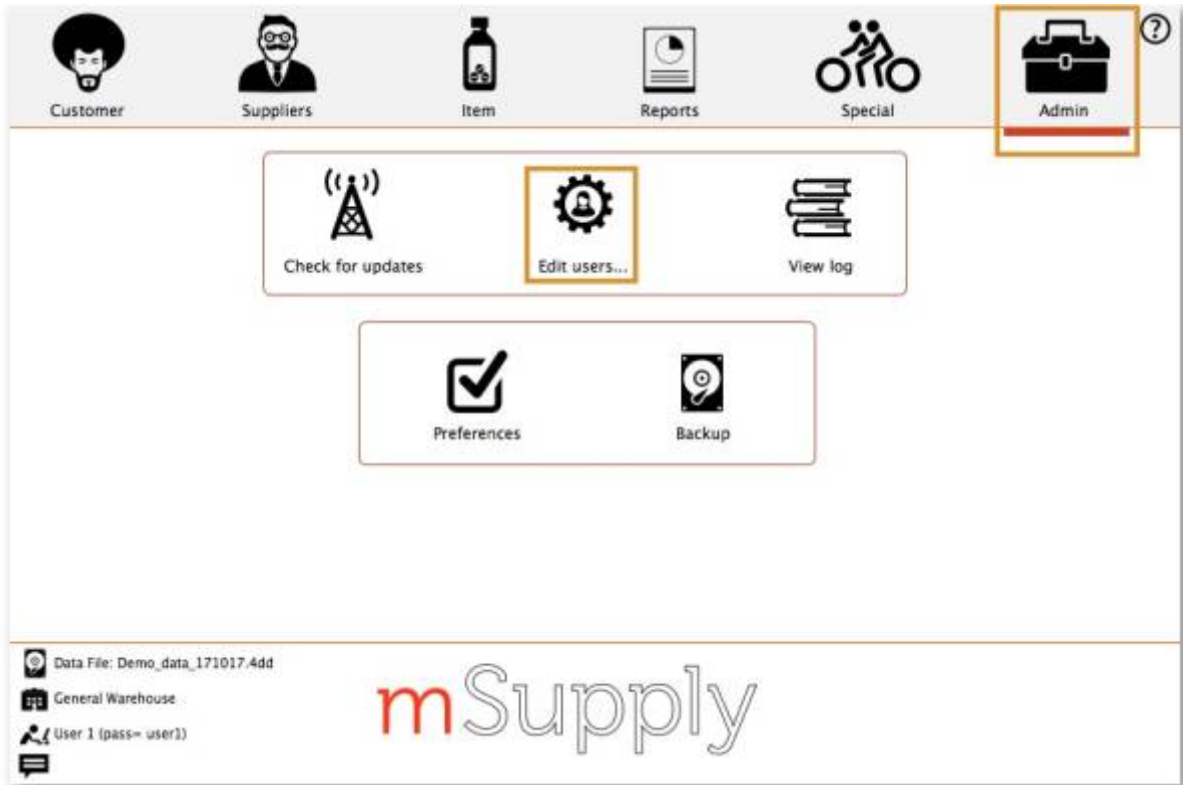 Customer
Suppliers
Item
Reports
Special
Admin
?
Check for updates
Edit users...
View log
Preferences
Backup
Data File: Demo_data_171017.4dd
General Warehouse
User 1 (pass= user1)
mSupply